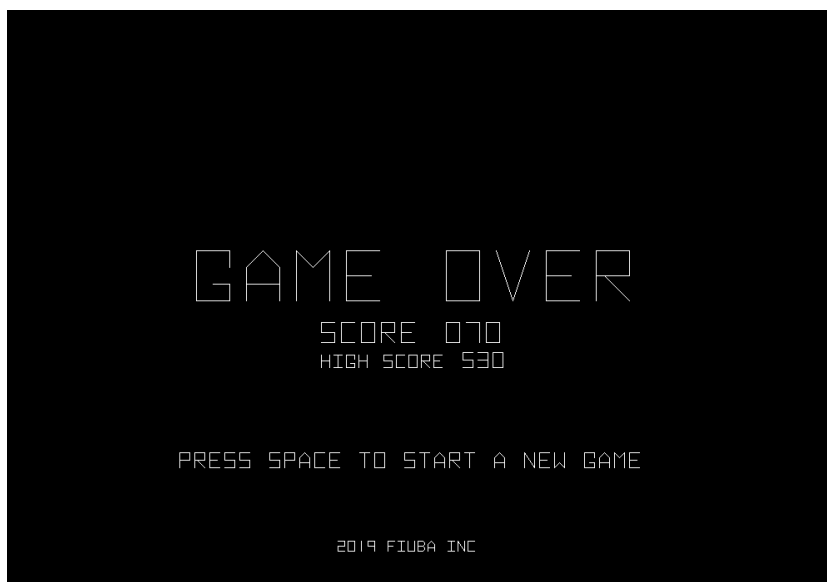 GAME OVER
SCORE 070
HIGH SCORE 530
PRESS SPACE TO START A NEW GAME
2019 FIUBA INC